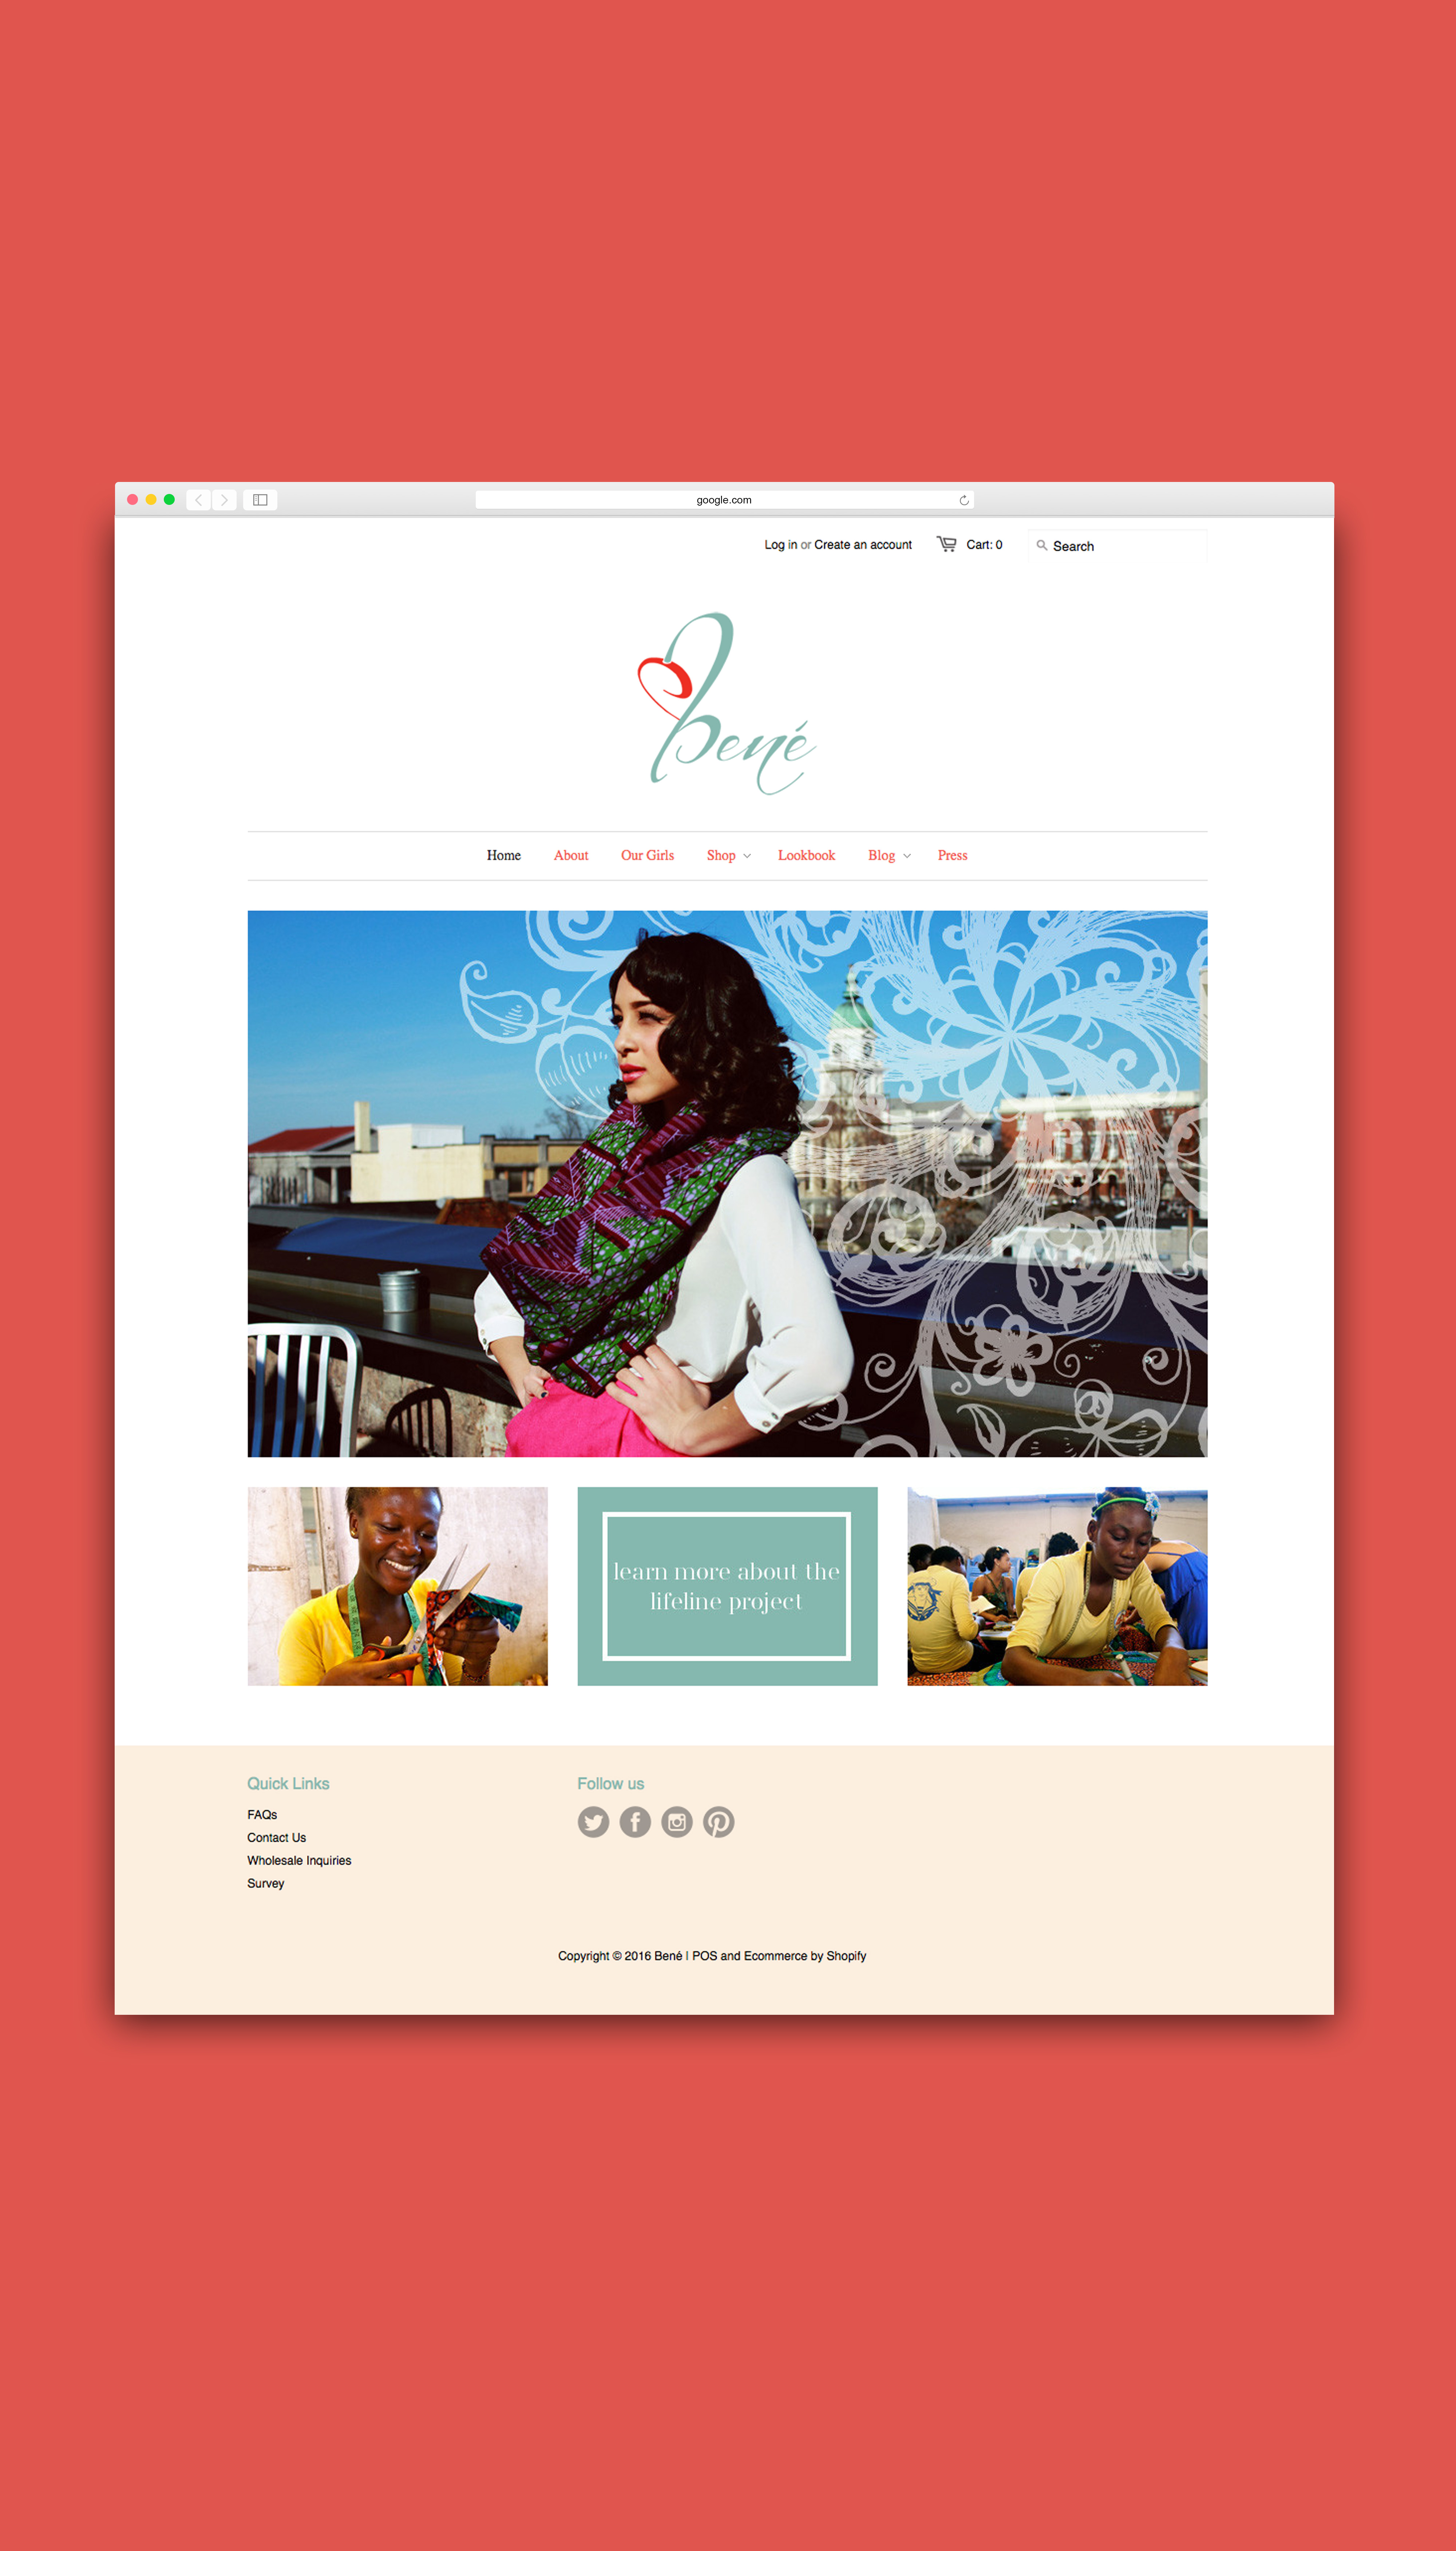 google.com
Log in or Create an account Cart: 0 Search
bené
Home About Our Girls Shop Lookbook Blog Press
learn more about the
lifeline project
Quick Links Follow us
FAQs
Contact Us
Wholesale Inquiries
Survey
Copyright © 2016 Bené | POS and Ecommerce by Shopify